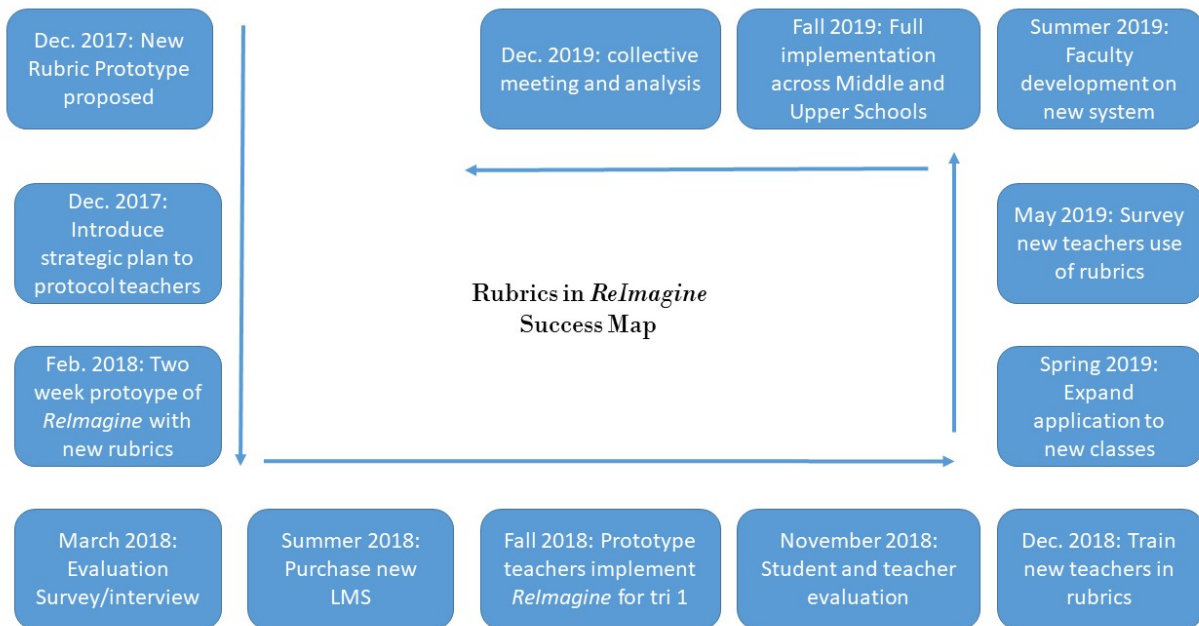 Dec. 2017: New
Rubric Prototype
proposed
Dec. 2017:
Introduce
strategic plan to
protocol teachers
Feb. 2018: Two
week protoype of
ReImagine with
new rubrics
March 2018:
Evaluation
Survey/interview
Summer 2018:
Purchase new
LMS
Fall 2018: Prototype
teachers implement
ReImagine for tri 1
November 2018:
Student and teacher
evaluation
Dec. 2018: Train
new teachers in
rubrics
Spring 2019:
Expand
application to
new classes
May 2019: Survey
new teachers use
of rubrics
Summer 2019:
Faculty
development on
new system
Fall 2019: Full
implementation
across Middle and
Upper Schools
Dec. 2019: collective
meeting and analysis
Rubrics in ReImagine
Success Map